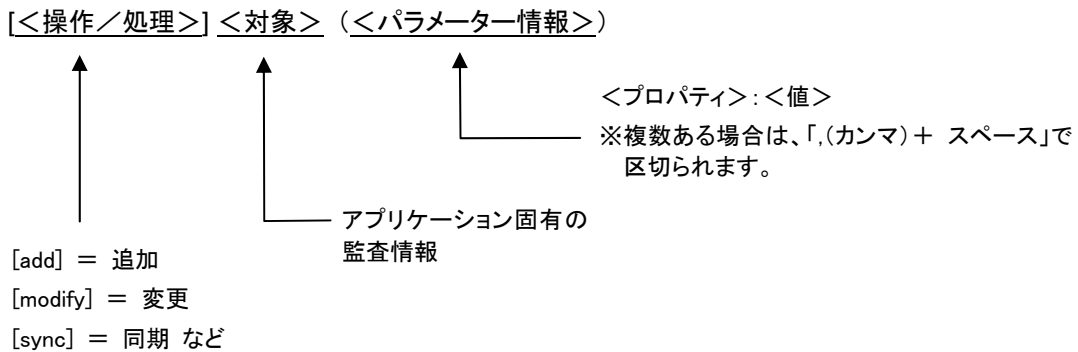 [＜操作／処理＞] ＜対象＞ （＜パラメーター情報＞）
＜プロパティ＞：＜値＞
※複数ある場合は、「,(カンマ)＋ スペース」で
区切られます。
アプリケーション固有の
監査情報
[add] ＝ 追加
[modify] ＝ 変更
[sync] ＝ 同期 など